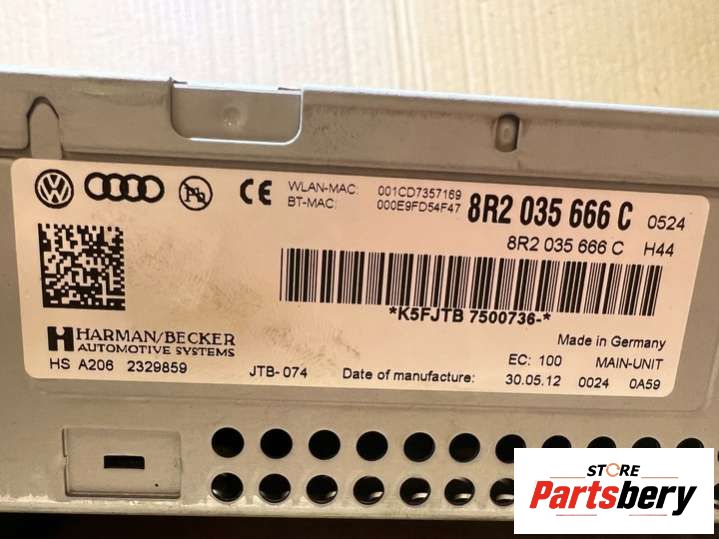 WLAN-MAC: 001CD7357169
BT-MAC: 000E9FD54F47
8R2 035 666 C 0524
8R2 035 666 C H44
*K5FJTB 7500736-*
HARMAN/BECKER
AUTOMOTIVE SYSTEMS
HS A206 2329859
JTB-074
Made in Germany
EC: 100 MAIN-UNIT
Date of manufacture: 30.05.12 0024 0A59
VW
Pb
CE
STORE
Partsbery